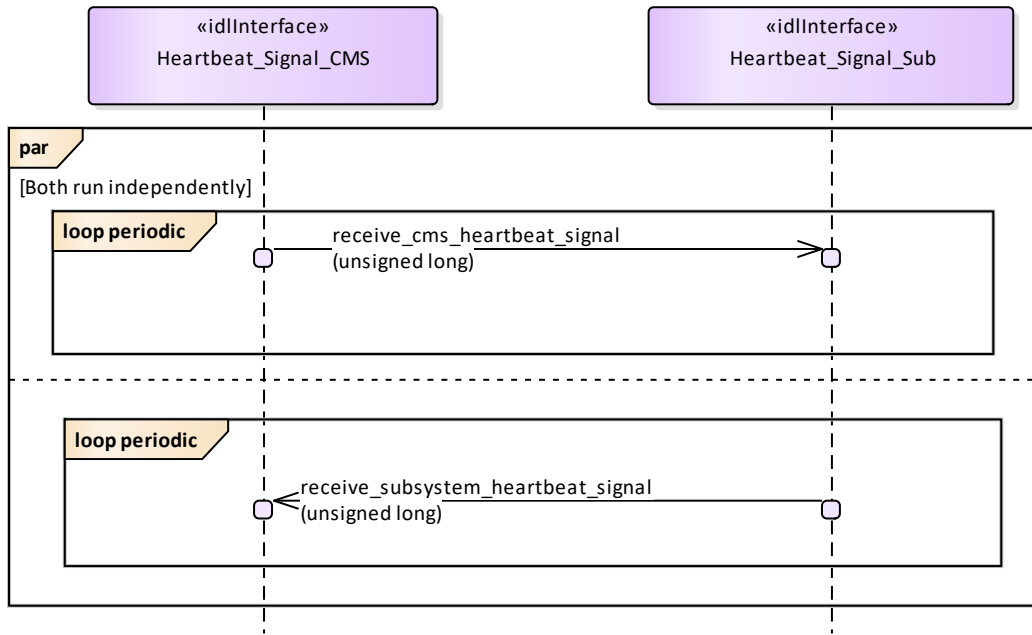 «idlInterface»
Heartbeat_Signal_CMS
«idlInterface»
Heartbeat_Signal_Sub
par
[Both run independently]
loop periodic
receive_cms_heartbeat_signal
(unsigned long)
loop periodic
receive_subsystem_heartbeat_signal
(unsigned long)